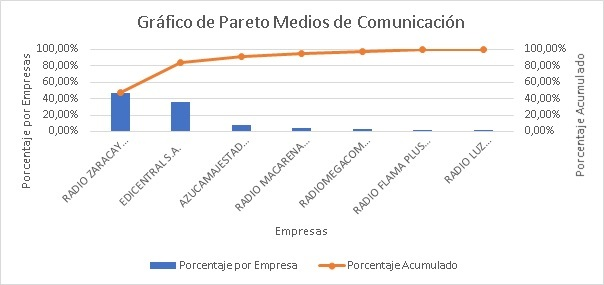 Gráfico de Pareto Medios de Comunicación
Porcentaje por Empresas
100,00%
80,00%
60,00%
40,00%
20,00%
0,00%
100,00%
80,00%
60,00%
40,00%
20,00%
0,00%
Porcentaje Acumulado
RADIO ZARACAY…
EDICENTRAL S.A.
AZUCAMAJESTAD…
RADIO MACARENA…
RADIOMEGACOM…
RADIO FLAMA PLUS…
RADIO LUZ…
Empresas
Porcentaje por Empresa
Porcentaje Acumulado